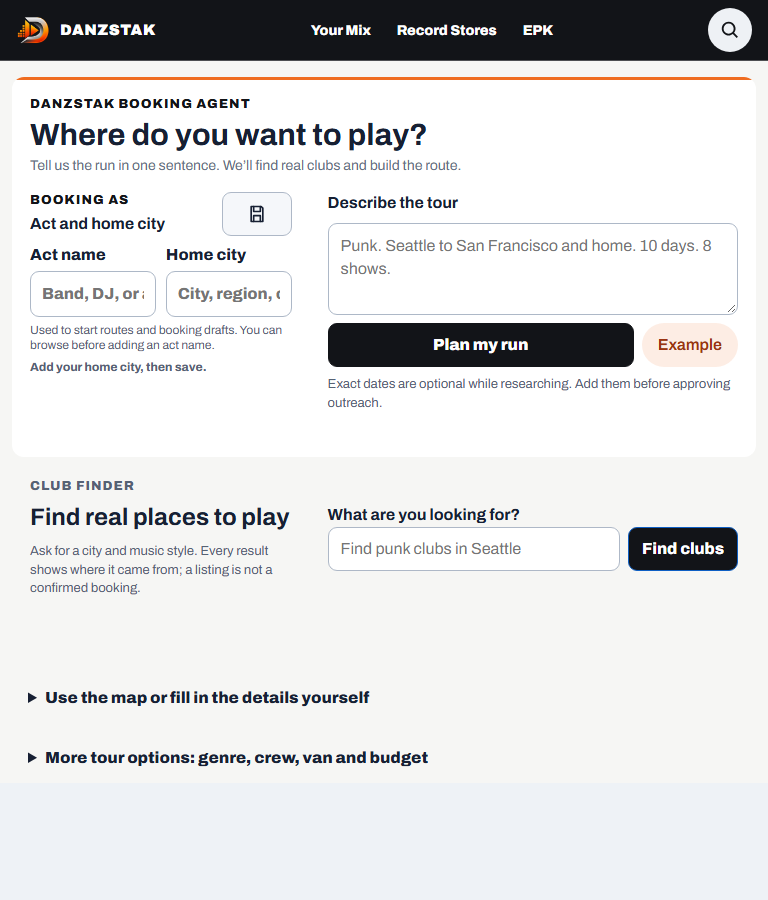 DANZSTAK
Your Mix
Record Stores
EPK
DANZSTAK BOOKING AGENT
Where do you want to play?
Tell us the run in one sentence. We'll find real clubs and build the route.
BOOKING AS
Act and home city
Act name
Home city
Band, DJ, or
City, region,
Used to start routes and booking drafts. You can
browse before adding an act name.
Add your home city, then save.
Describe the tour
Punk. Seattle to San Francisco and home. 10 days. 8
shows.
Plan my run
Example
Exact dates are optional while researching. Add them before approving
outreach.
CLUB FINDER
Find real places to play
Ask for a city and music style. Every result
shows where it came from; a listing is not a
confirmed booking.
What are you looking for?
Find punk clubs in Seattle
Find clubs
Use the map or fill in the details yourself
More tour options: genre, crew, van and budget